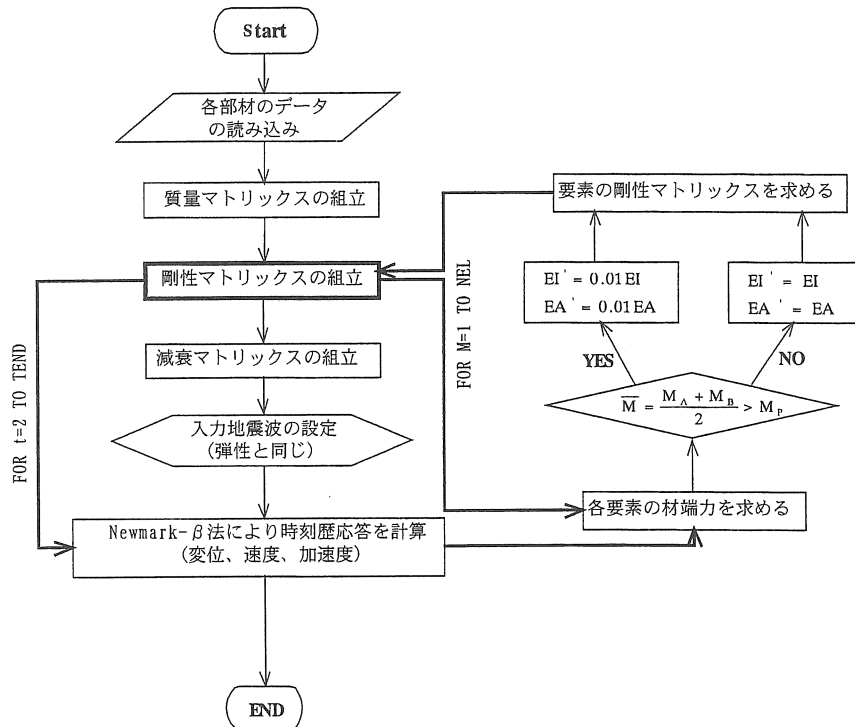 Start
各部材のデータ
の読み込み
質量マトリックスの組立
剛性マトリックスの組立
減衰マトリックスの組立
入力地震波の設定
(弾性と同じ)
Newmark-β法により時刻歴応答を計算
(変位、速度、加速度)
END
FOR t=2 TO TEND
FOR M=1 TO NEL
要素の剛性マトリックスを求める
EI' = 0.01EI
EA' = 0.01EA
EI' = EI
EA' = EA
YES
NO
M̅ = (M_A + M_B)/2 > M_P
各要素の材端力を求める